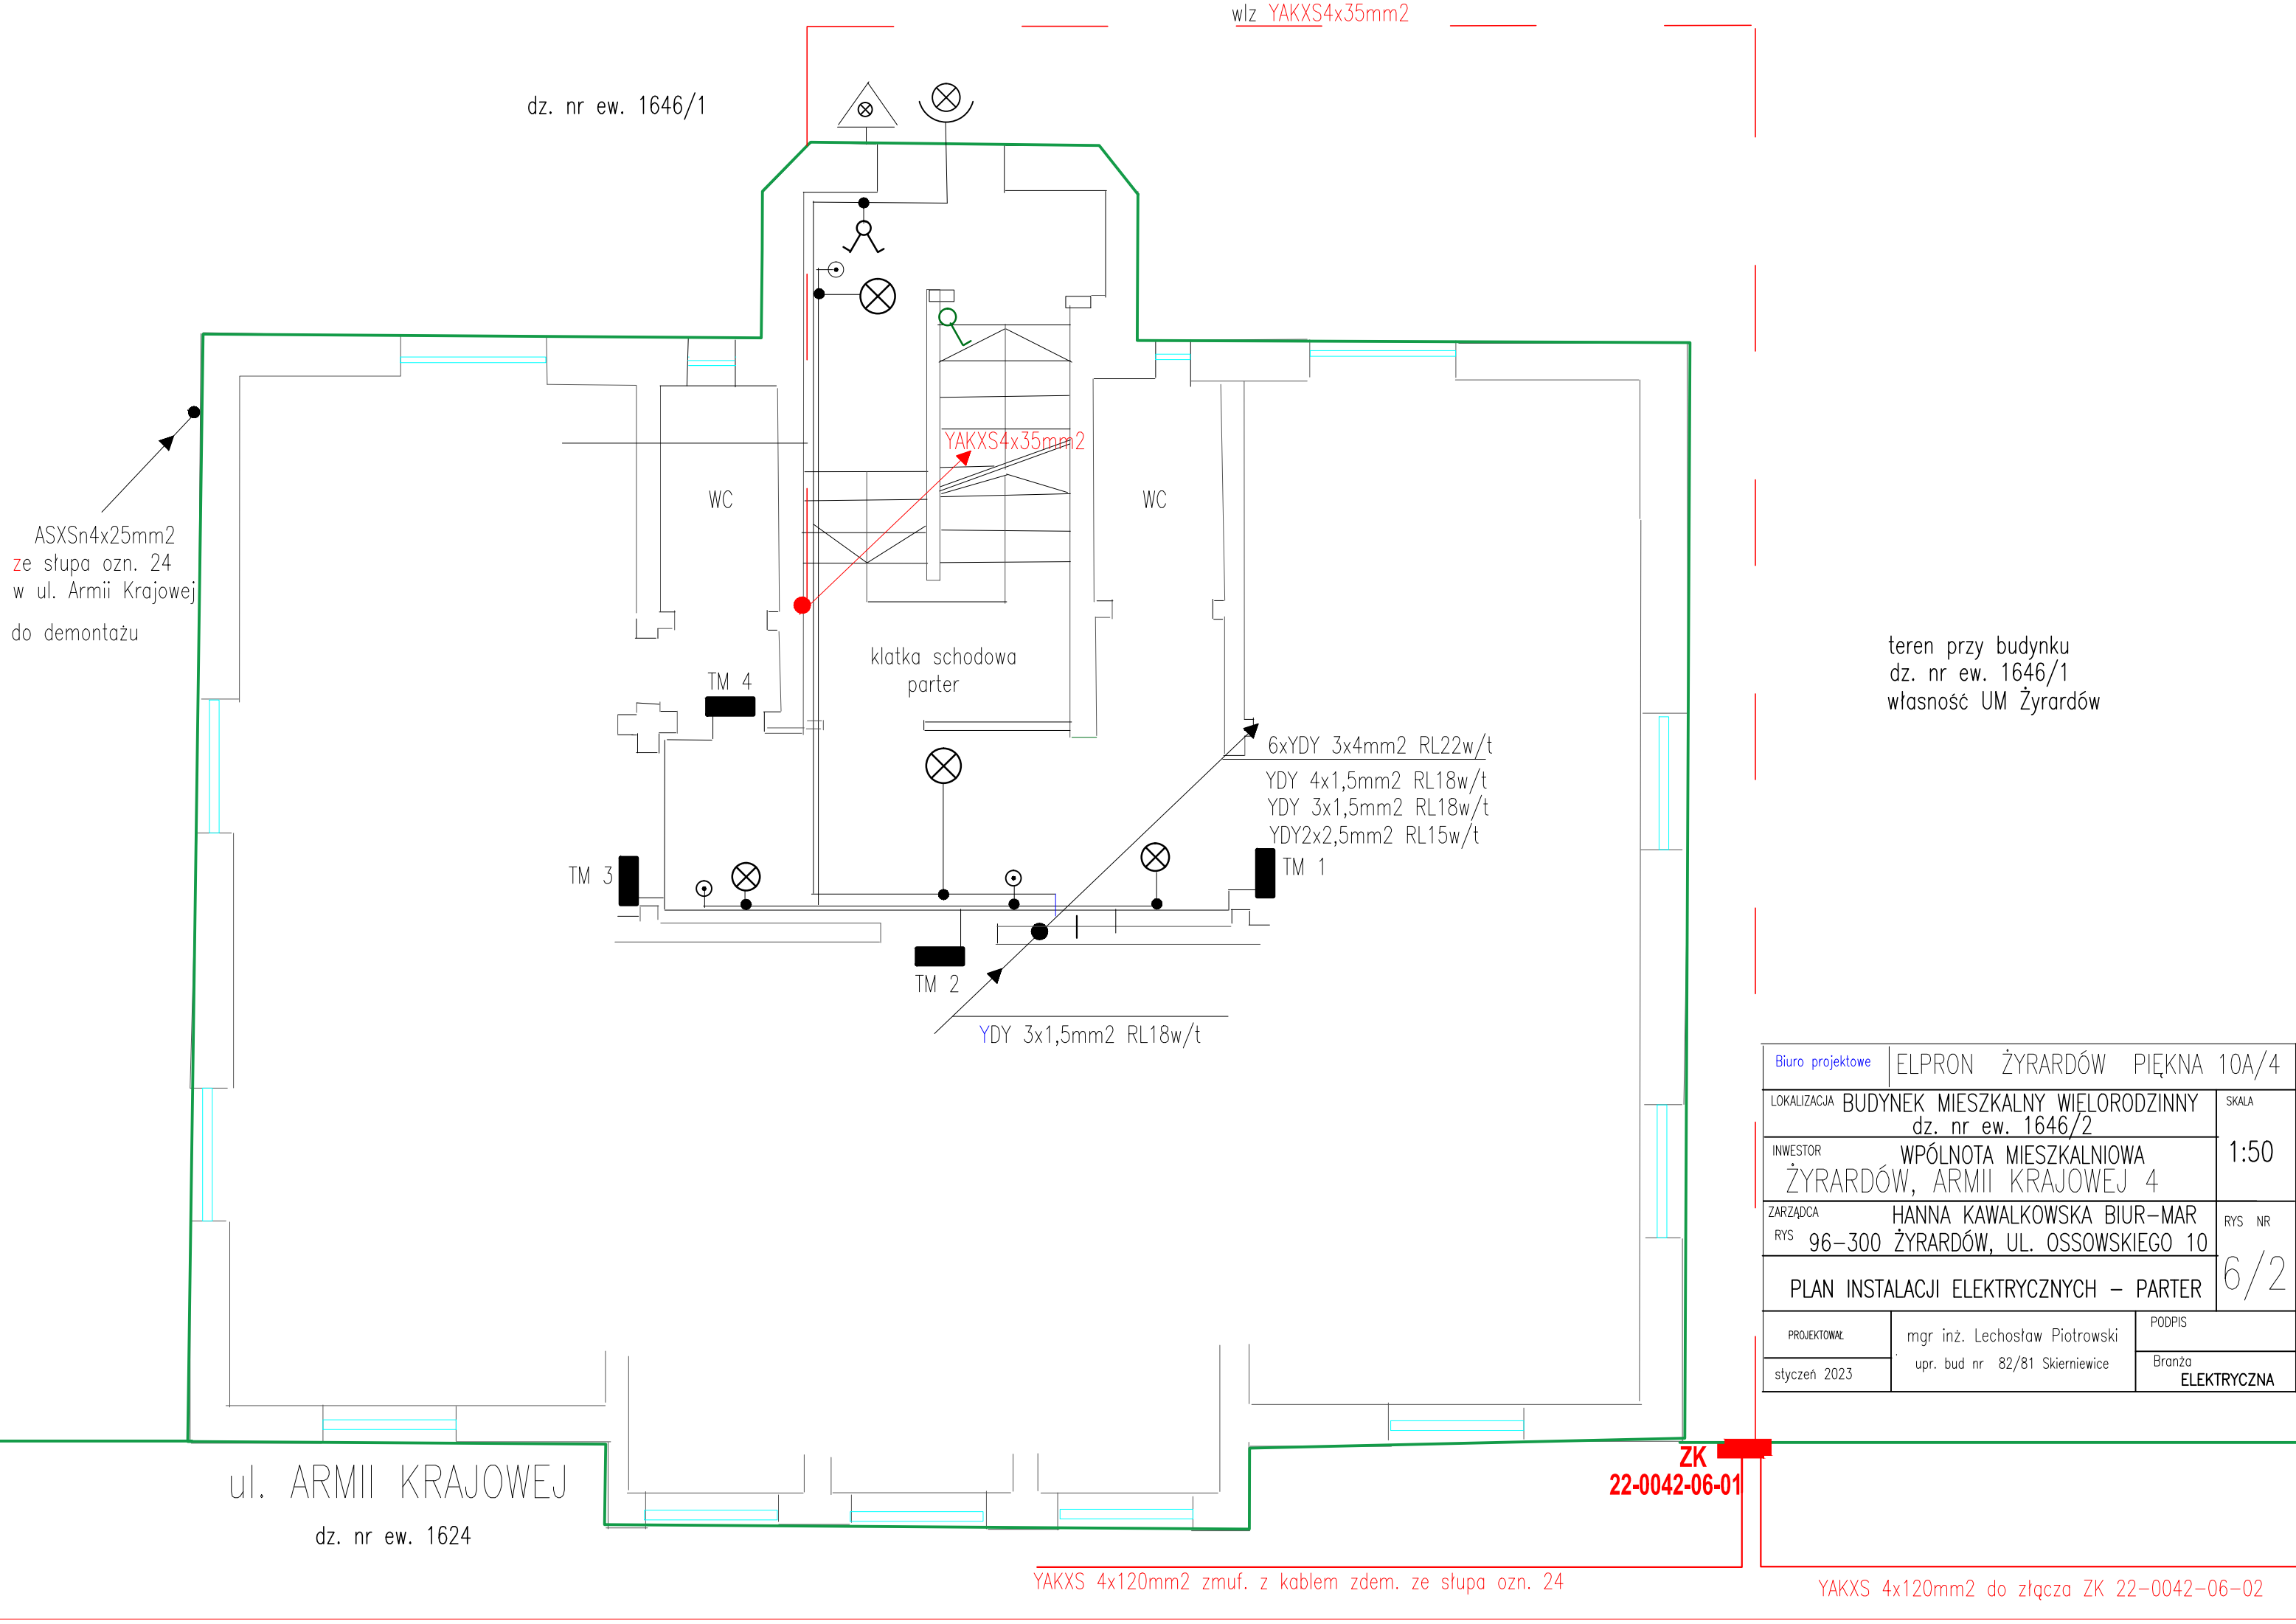 wlz YAKXS4x35mm2
dz. nr ew. 1646/1
YAKXS4x35mm2
WC
WC
ASXSn4x25mm2
ze słupa ozn. 24
w ul. Armii Krajowej
do demontażu
klatka schodowa
parter
TM 4
teren przy budynku
dz. nr ew. 1646/1
własność UM Żyrardów
6xYDY 3x4mm2 RL22w/t
YDY 4x1,5mm2 RL18w/t
YDY 3x1,5mm2 RL18w/t
YDY2x2,5mm2 RL15w/t
TM 3
TM 1
TM 2
YDY 3x1,5mm2 RL18w/t
Biuro projektowe ELPRON ŻYRARDÓW PIĘKNA 10A/4
LOKALIZACJA BUDYNEK MIESZKALNY WIELORODZINNY
dz. nr ew. 1646/2
SKALA
1:50
INWESTOR WPÓLNOTA MIESZKALNIOWA
ŻYRARDÓW, ARMII KRAJOWEJ 4
ZARZĄDCA HANNA KAWALKOWSKA BIUR-MAR
RYS 96-300 ŻYRARDÓW, UL. OSSOWSKIEGO 10
RYS NR
6/2
PLAN INSTALACJI ELEKTRYCZNYCH - PARTER
PROJEKTOWAŁ
mgr inż. Lechosław Piotrowski
upr. bud nr 82/81 Skierniewice
PODPIS
styczeń 2023
Branża
ELEKTRYCZNA
ZK
22-0042-06-01
ul. ARMII KRAJOWEJ
dz. nr ew. 1624
YAKXS 4x120mm2 zmuf. z kablem zdem. ze słupa ozn. 24
YAKXS 4x120mm2 do złącza ZK 22-0042-06-02